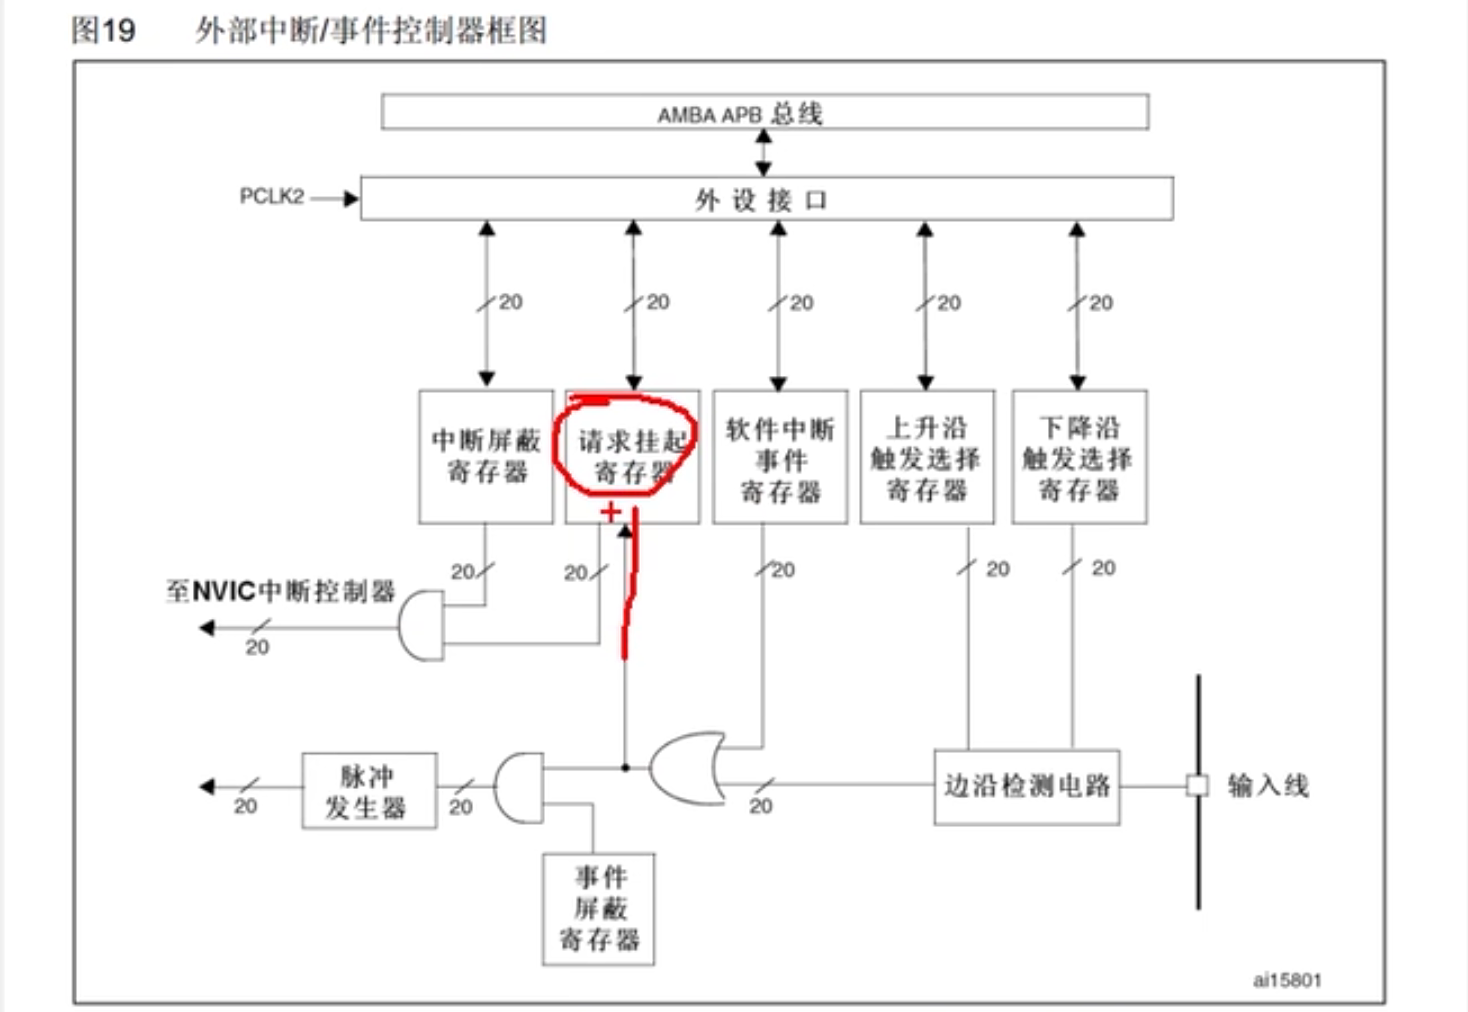 图19 外部中断/事件控制器框图
AMBA APB 总线
PCLK2
外设接口
20
20
20
20
20
中断屏蔽
寄存器
请求挂起
寄存器
软件中断
事件
寄存器
上升沿
触发选择
寄存器
下降沿
触发选择
寄存器
20
20
20
20
20
至NVIC中断控制器
20
脉冲
发生器
20
20
20
边沿检测电路
输入线
事件
屏蔽
寄存器
ai15801